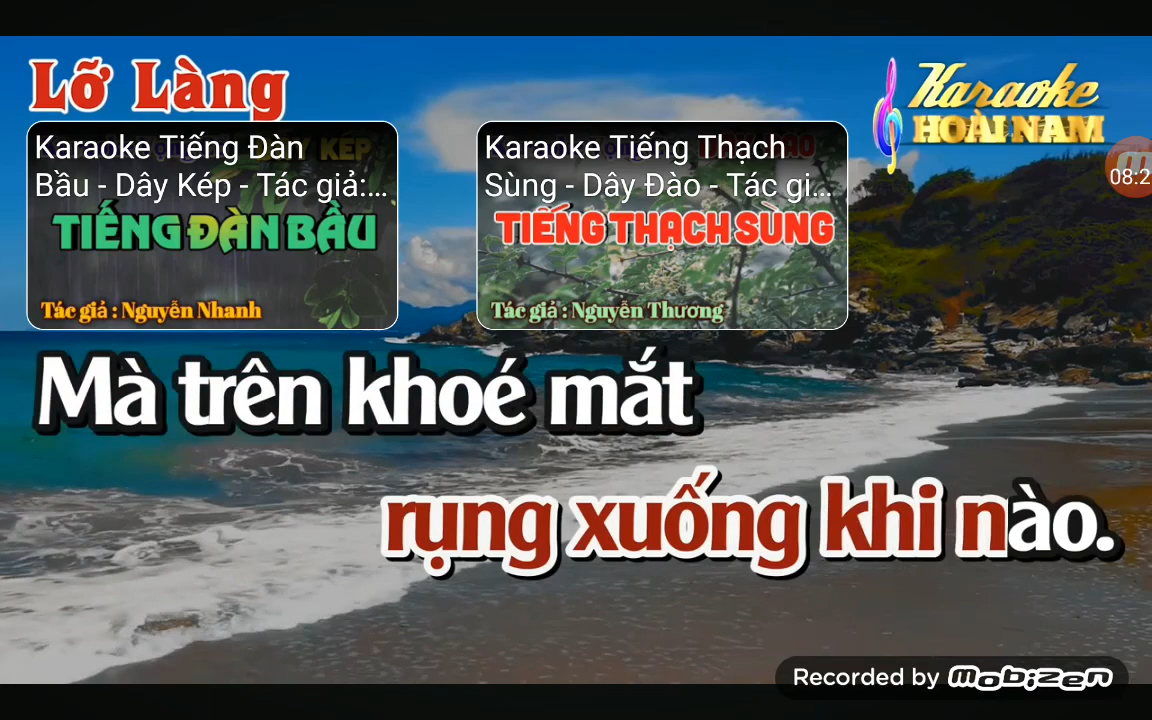 Lỡ Làng
Karaoke
HOÀI NAM
Karaoke Tiếng Đàn
Bầu - Dây Kép - Tác giả:...
TIẾNG ĐÀN BẦU
Tác giả : Nguyễn Nhanh
Karaoke Tiếng Thạch
Sùng - Dây Đào - Tác gi...
TIẾNG THẠCH SÙNG
Tác giả : Nguyễn Thương
08:2
Mà trên khoé mắt
rụng xuống khi nào.
Recorded by mobizen